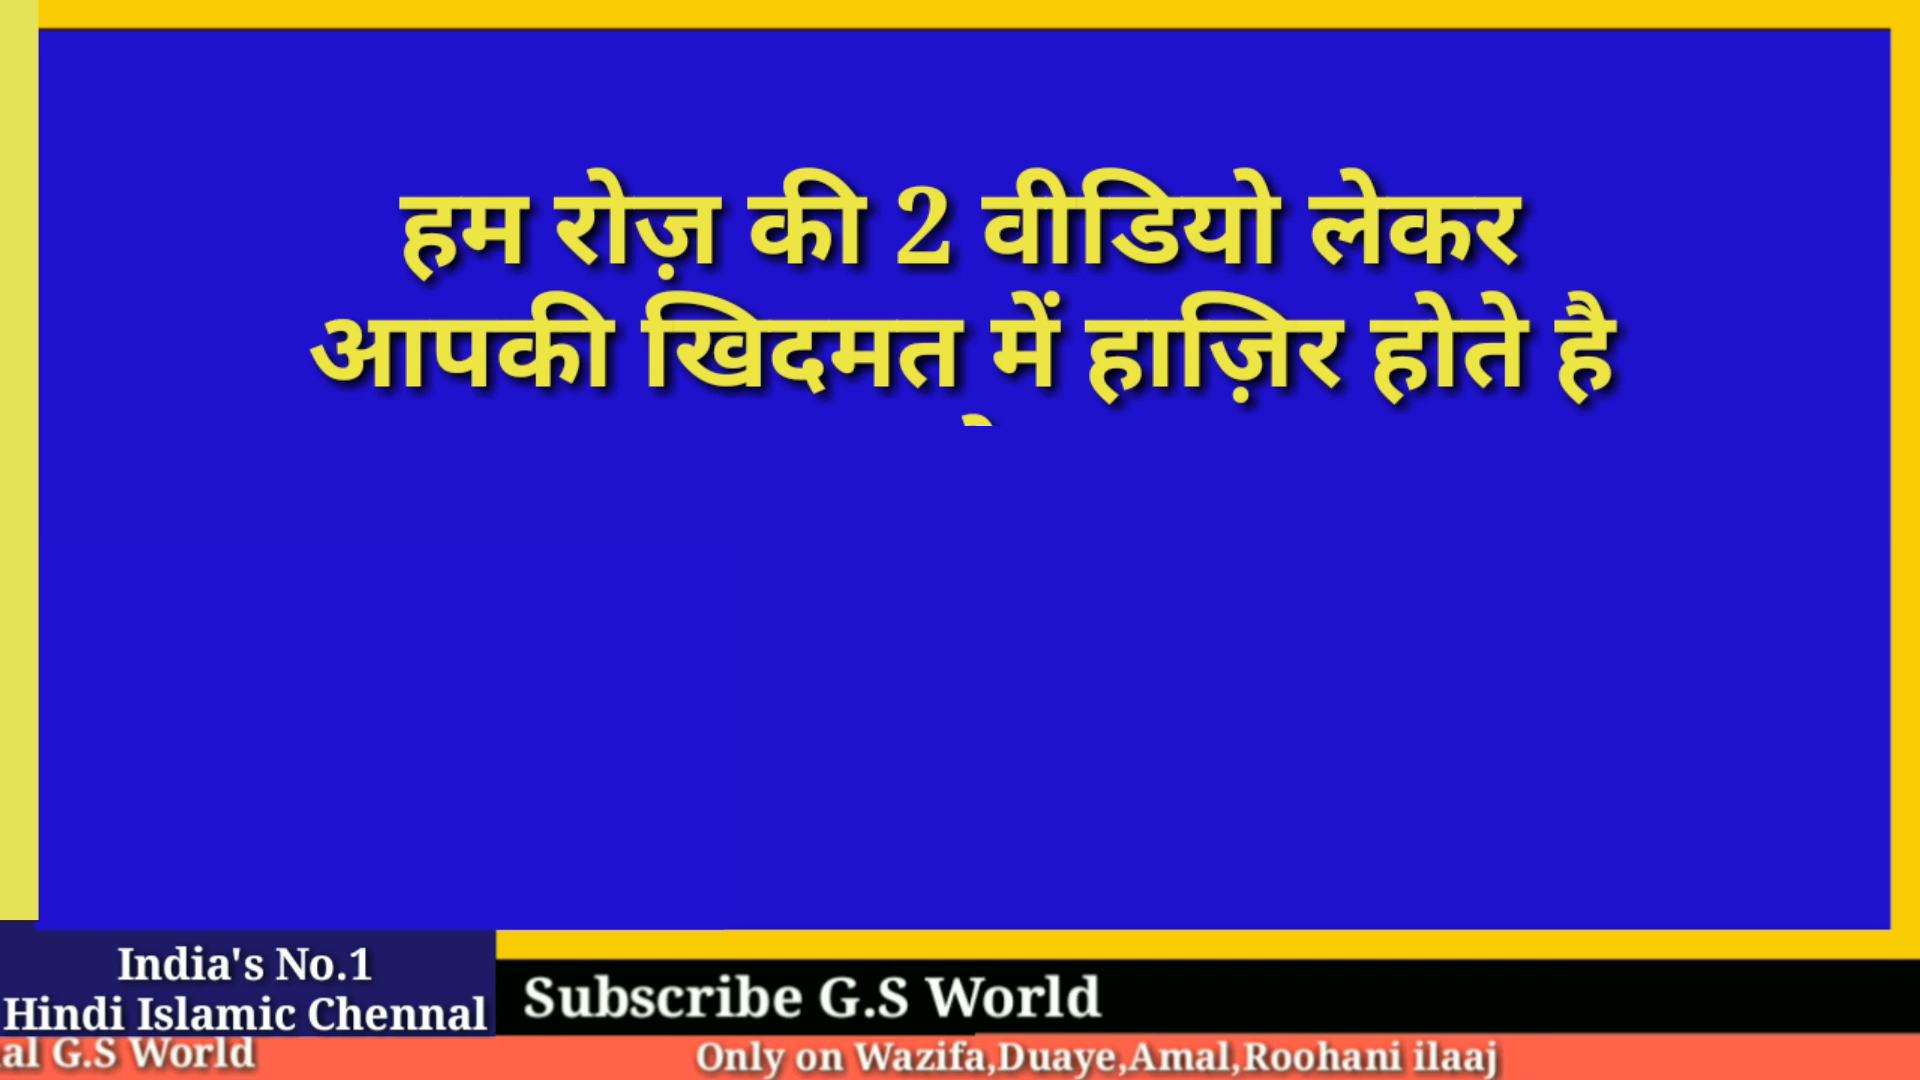 हम रोज़ की 2 वीडियो लेकर
आपकी खिदमत में हाज़िर होते है
India's No.1
Hindi Islamic Chennal
Subscribe G.S World
G.S World
Only on Wazifa,Duaye,Amal,Roohani ilaaj